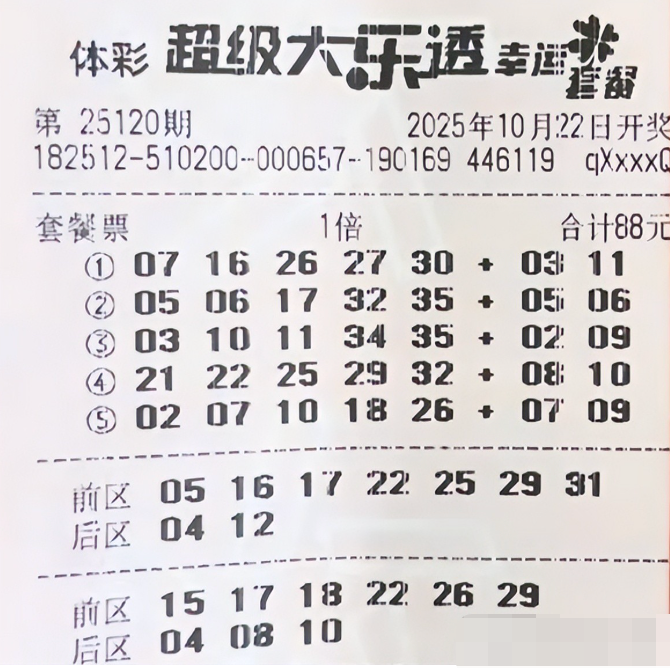 体彩 超级大乐透 幸运套餐
第 25120期 2025年10月22日开奖
182512-510200--000657--190169 446119 qXxxxQ
套餐票 1倍 合计88元
① 07 16 26 27 30 + 03 11
② 05 06 17 32 35 + 05 06
③ 03 10 11 34 35 + 02 09
④ 21 22 25 29 32 + 08 10
⑤ 02 07 10 18 26 + 07 09
前区 05 16 17 22 25 29 31
后区 04 12
前区 15 17 18 22 26 29
后区 04 08 10